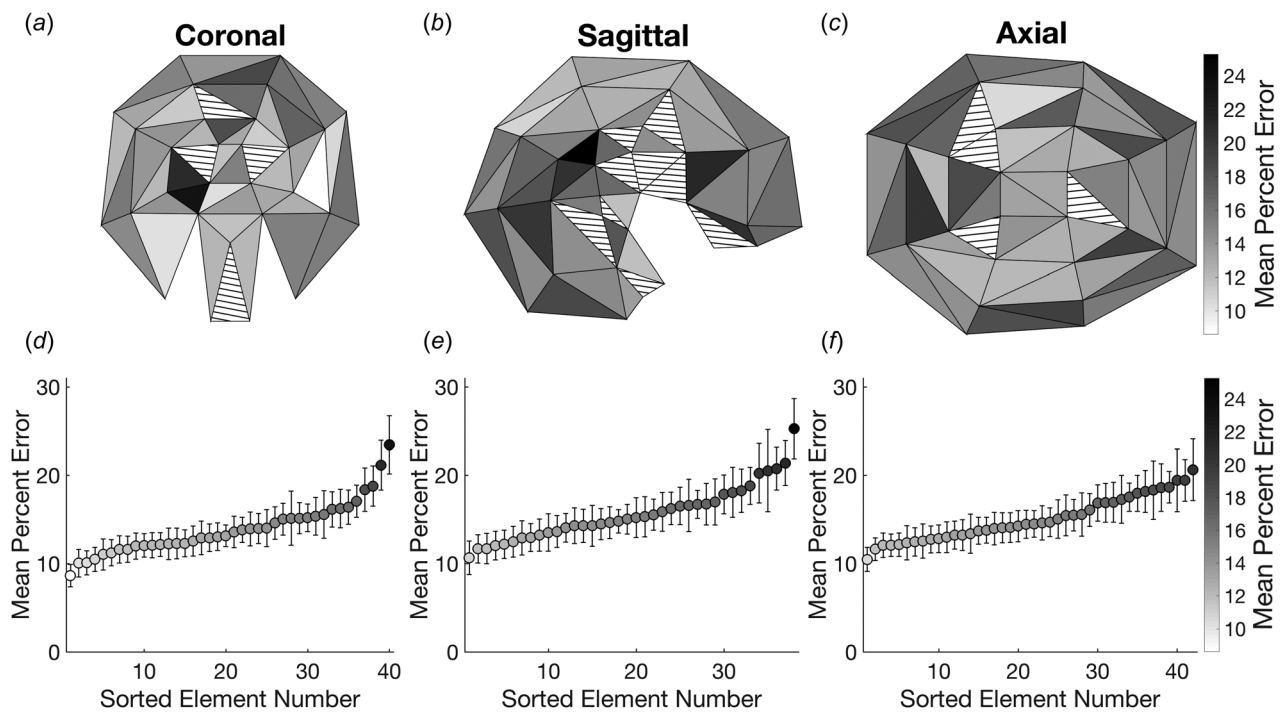 (a)
Coronal
(b)
Sagittal
(c)
Axial
24
22
20
18
16
14
12
10
Mean Percent Error
(d)
30
20
10
0
Mean Percent Error
10
20
30
40
Sorted Element Number
(e)
30
20
10
0
Mean Percent Error
10
20
30
Sorted Element Number
(f)
30
20
10
0
Mean Percent Error
10
20
30
40
Sorted Element Number
24
22
20
18
16
14
12
10
Mean Percent Error